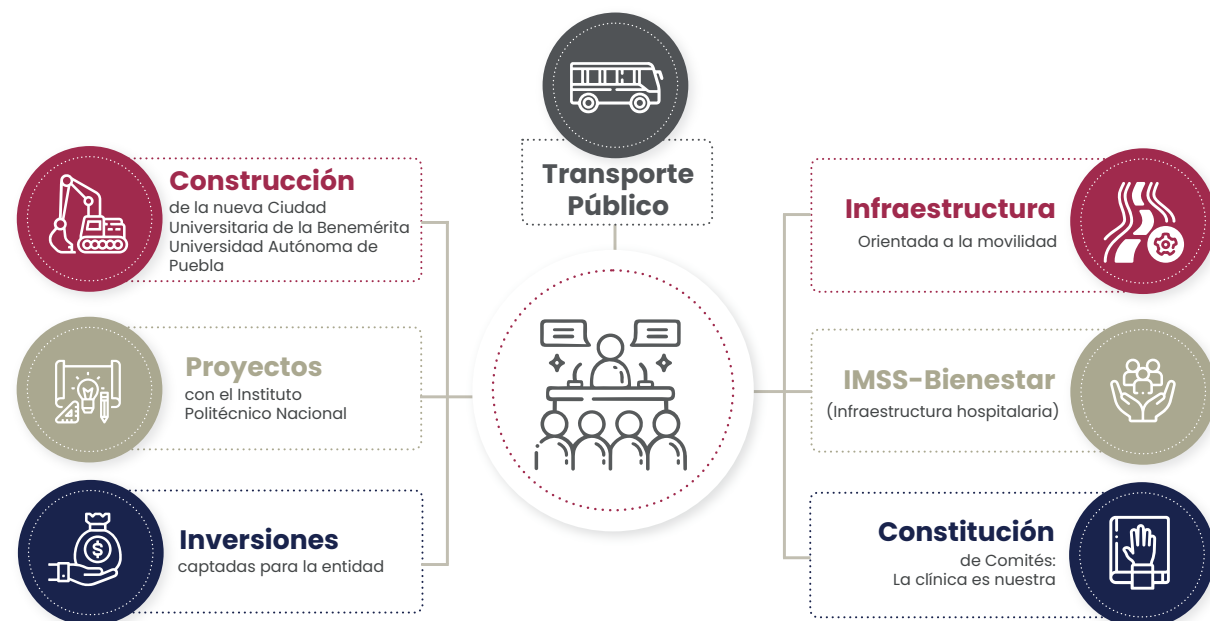 Transporte
Público
Construcción
de la nueva Ciudad
Universitaria de la Benemérita
Universidad Autónoma de
Puebla
Proyectos
con el Instituto
Politécnico Nacional
Inversiones
captadas para la entidad
Infraestructura
Orientada a la movilidad
IMSS-Bienestar
(Infraestructura hospitalaria)
Constitución
de Comités:
La clínica es nuestra